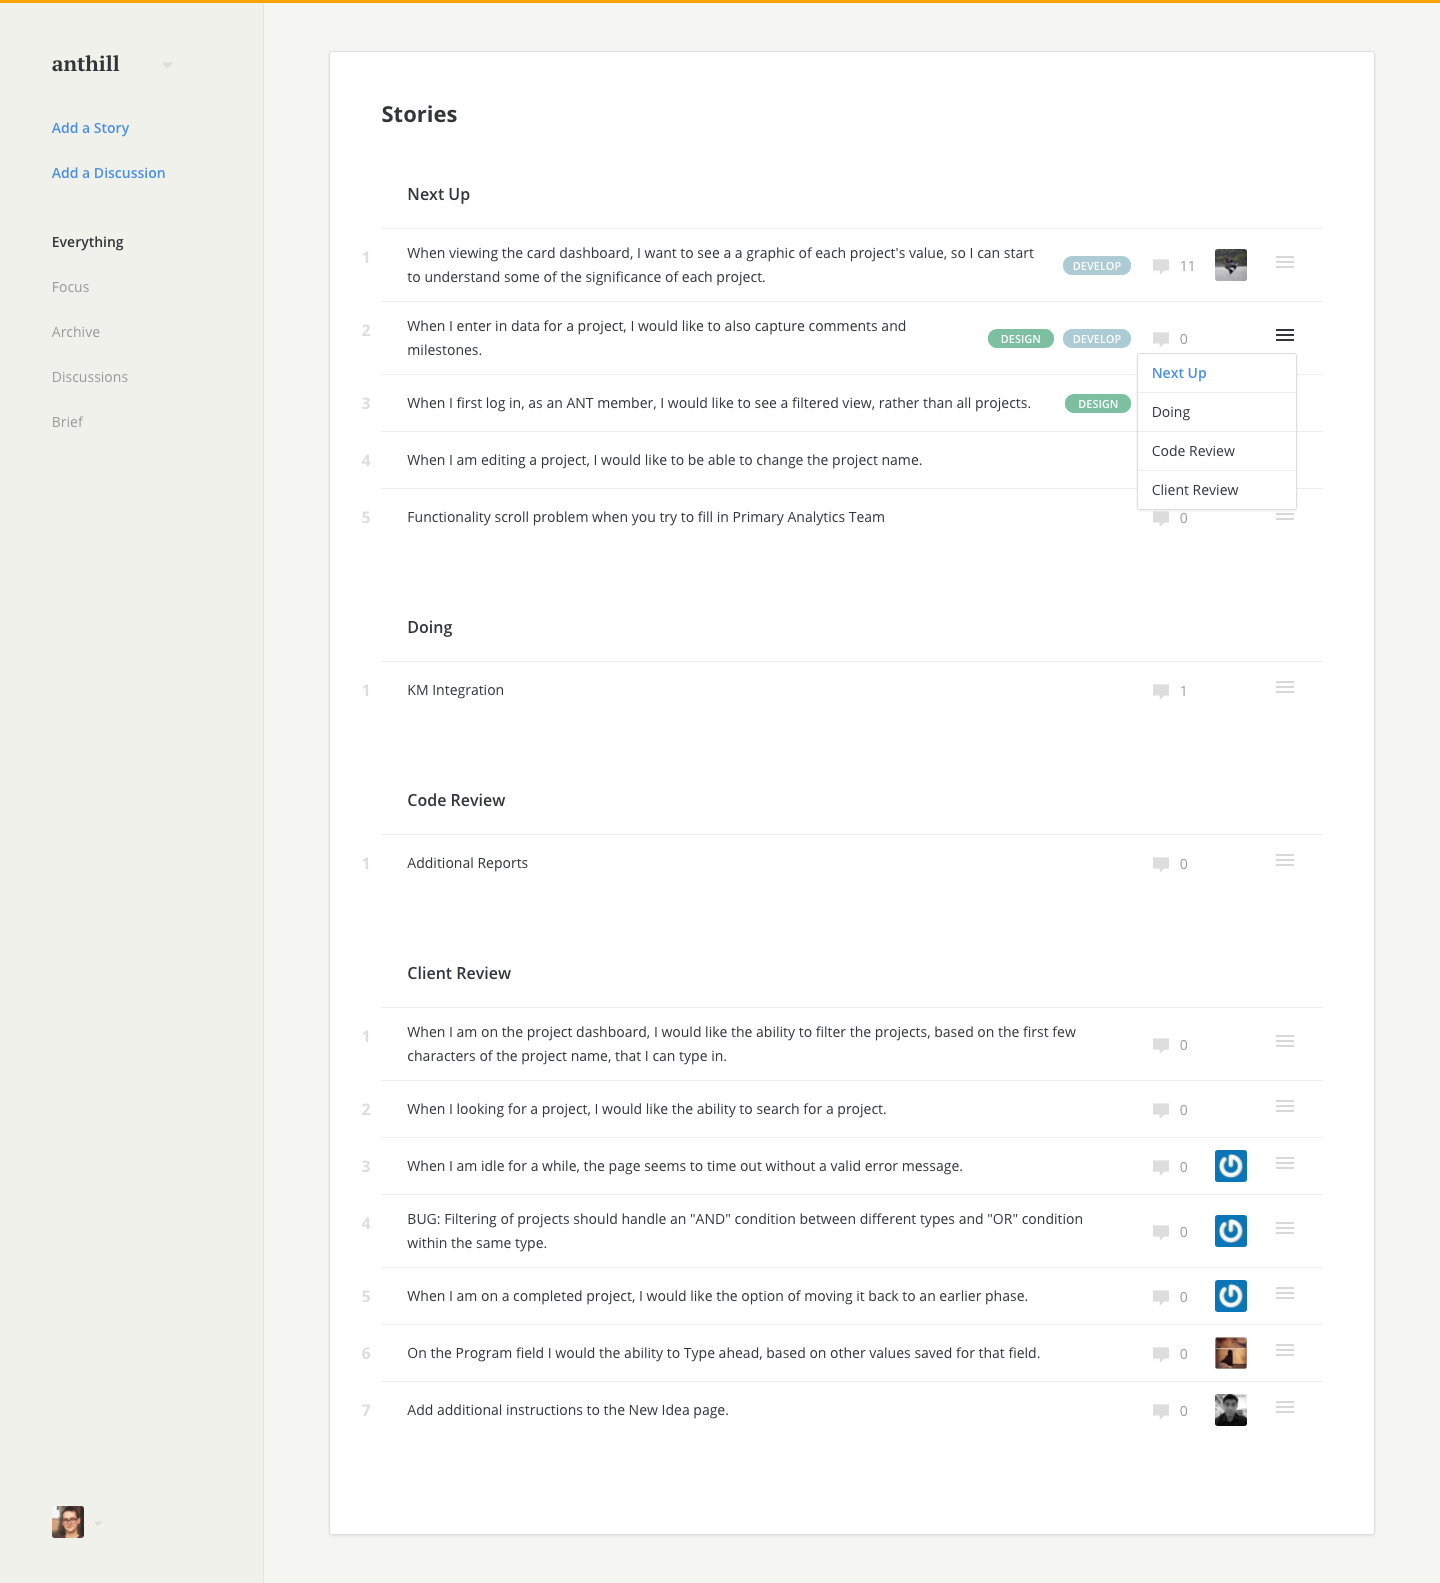 anthill
Add a Story
Add a Discussion
Everything
Focus
Archive
Discussions
Brief
Stories
Next Up
1 When viewing the card dashboard, I want to see a a graphic of each project's value, so I can start DEVELOP 11
to understand some of the significance of each project.
2 When I enter in data for a project, I would like to also capture comments and DESIGN DEVELOP 0
milestones.
Next Up
Doing
Code Review
Client Review
3 When I first log in, as an ANT member, I would like to see a filtered view, rather than all projects. DESIGN
4 When I am editing a project, I would like to be able to change the project name.
5 Functionality scroll problem when you try to fill in Primary Analytics Team 0
Doing
1 KM Integration 1
Code Review
1 Additional Reports 0
Client Review
1 When I am on the project dashboard, I would like the ability to filter the projects, based on the first few 0
characters of the project name, that I can type in.
2 When I looking for a project, I would like the ability to search for a project. 0
3 When I am idle for a while, the page seems to time out without a valid error message. 0
4 BUG: Filtering of projects should handle an "AND" condition between different types and "OR" condition 0
within the same type.
5 When I am on a completed project, I would like the option of moving it back to an earlier phase. 0
6 On the Program field I would the ability to Type ahead, based on other values saved for that field. 0
7 Add additional instructions to the New Idea page. 0